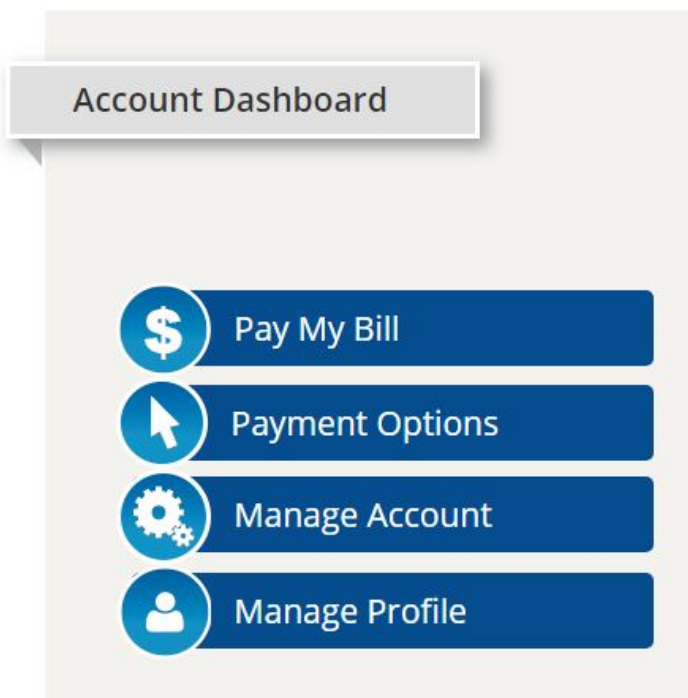 Account Dashboard
$ Pay My Bill
Payment Options
Manage Account
Manage Profile